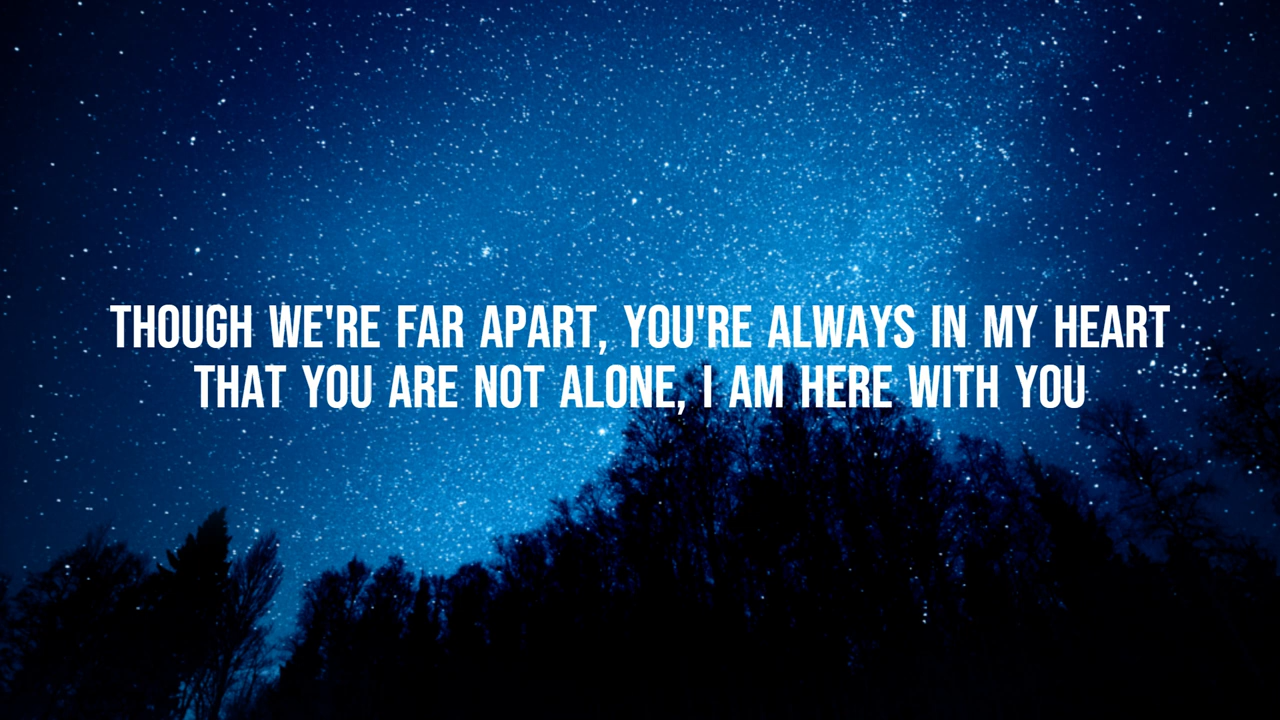 THOUGH WE'RE FAR APART, YOU'RE ALWAYS IN MY HEART
THAT YOU ARE NOT ALONE, I AM HERE WITH YOU